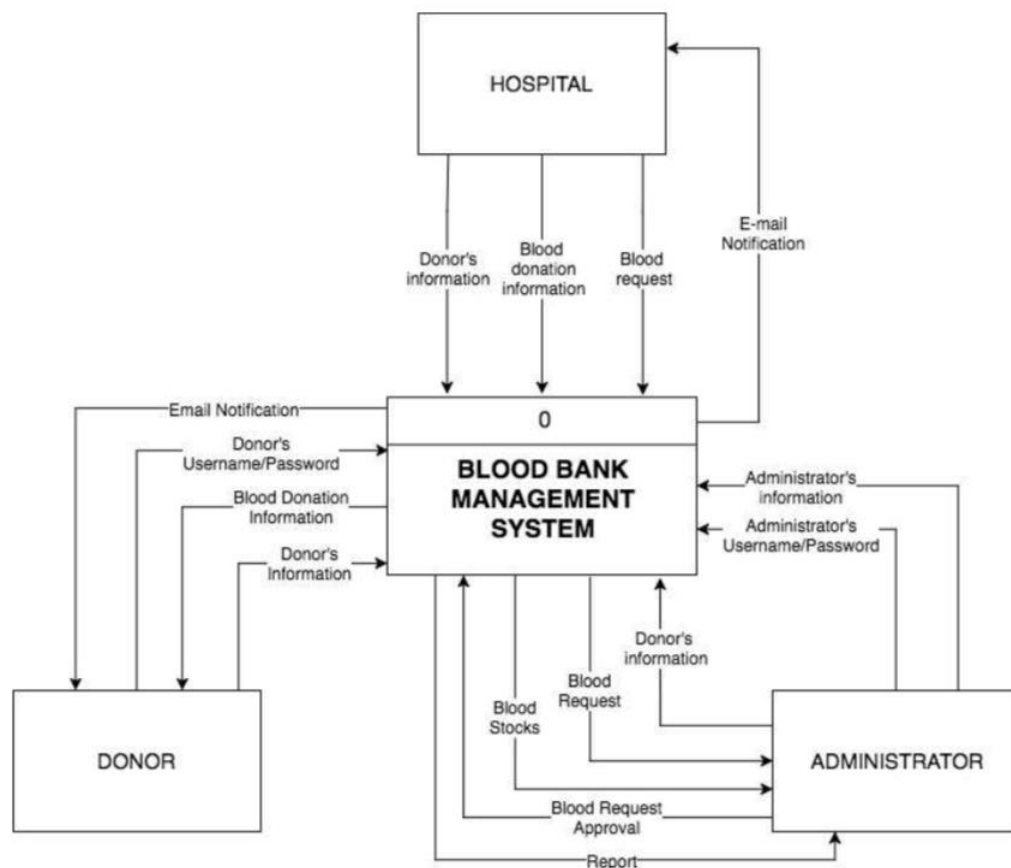 HOSPITAL
E-mail
Notification
Donor's
information
Blood
donation
information
Blood
request
Email Notification
0
Donor's
Username/Password
BLOOD BANK
MANAGEMENT
SYSTEM
Blood Donation
Information
Administrator's
information
Administrator's
Username/Password
Donor's
Information
Donor's
information
Blood
Request
Blood
Stocks
DONOR
ADMINISTRATOR
Blood Request
Approval
Report